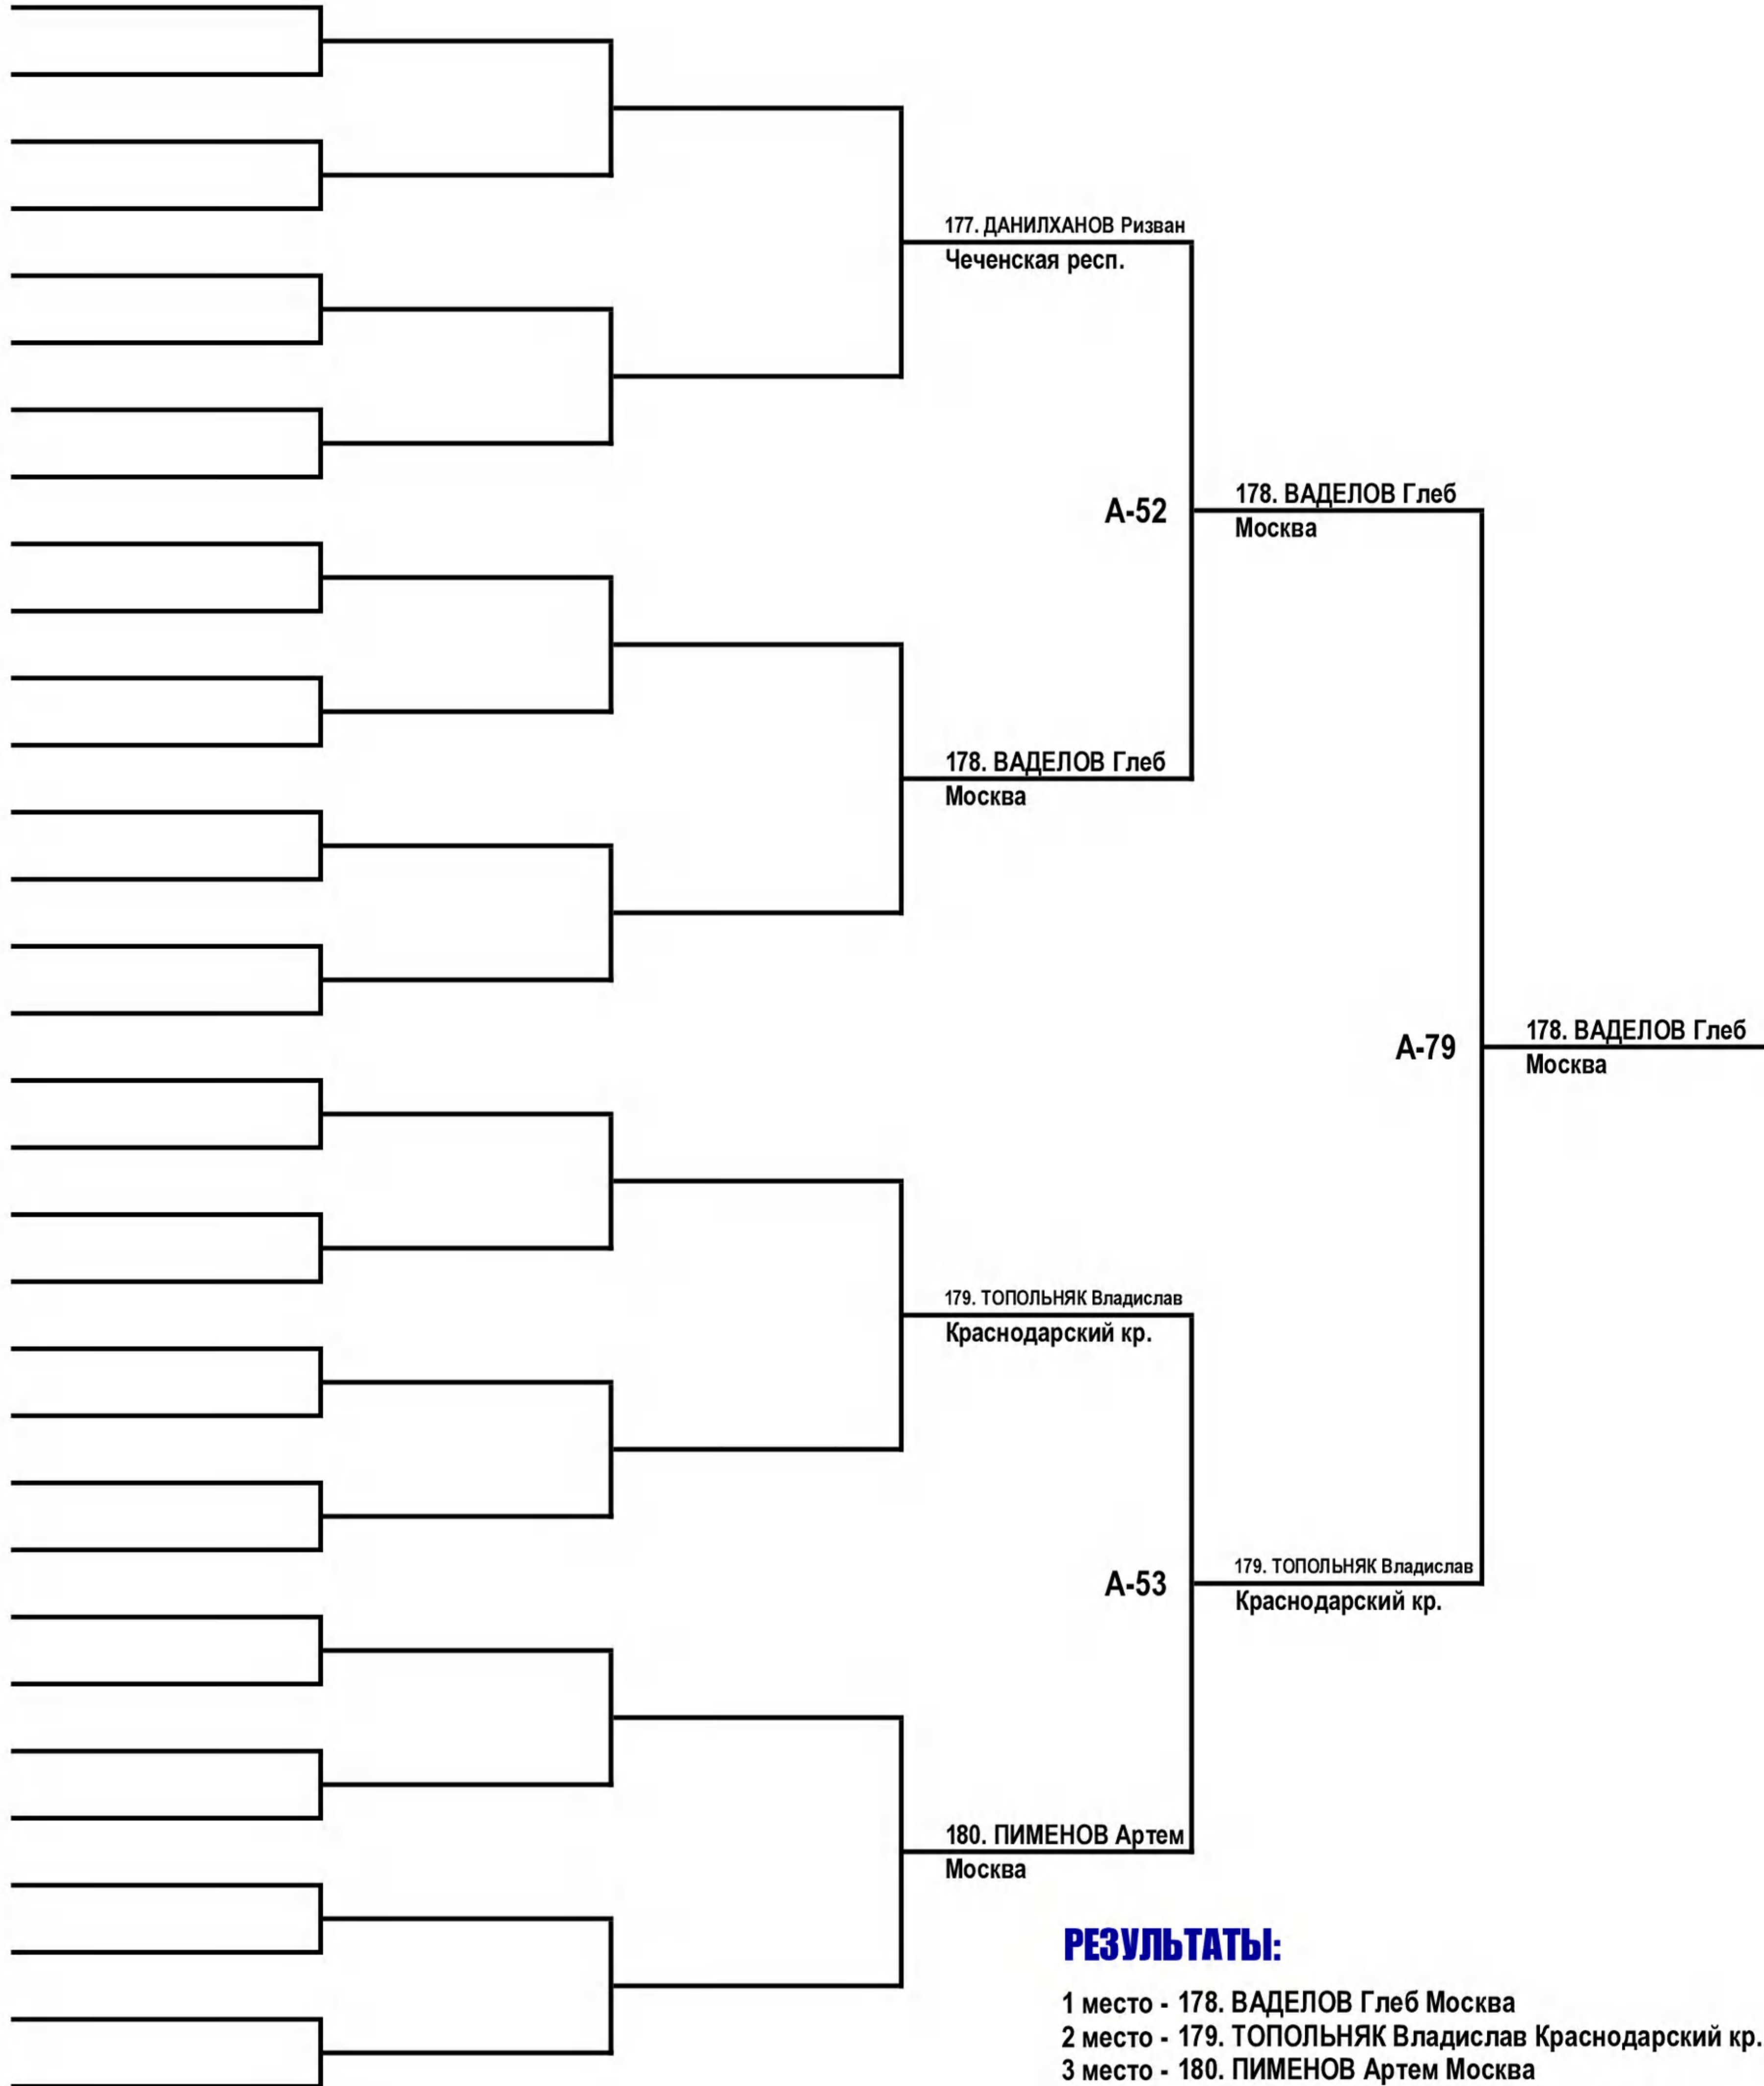 177. ДАНИЛХАНОВ Ризван
Чеченская респ.
А-52
178. ВАДЕЛОВ Глеб
Москва
178. ВАДЕЛОВ Глеб
Москва
А-79
178. ВАДЕЛОВ Глеб
Москва
179. ТОПОЛЬНЯК Владислав
Краснодарский кр.
А-53
179. ТОПОЛЬНЯК Владислав
Краснодарский кр.
180. ПИМЕНОВ Артем
Москва
РЕЗУЛЬТАТЫ:
1 место - 178. ВАДЕЛОВ Глеб Москва
2 место - 179. ТОПОЛЬНЯК Владислав Краснодарский кр.
3 место - 180. ПИМЕНОВ Артем Москва